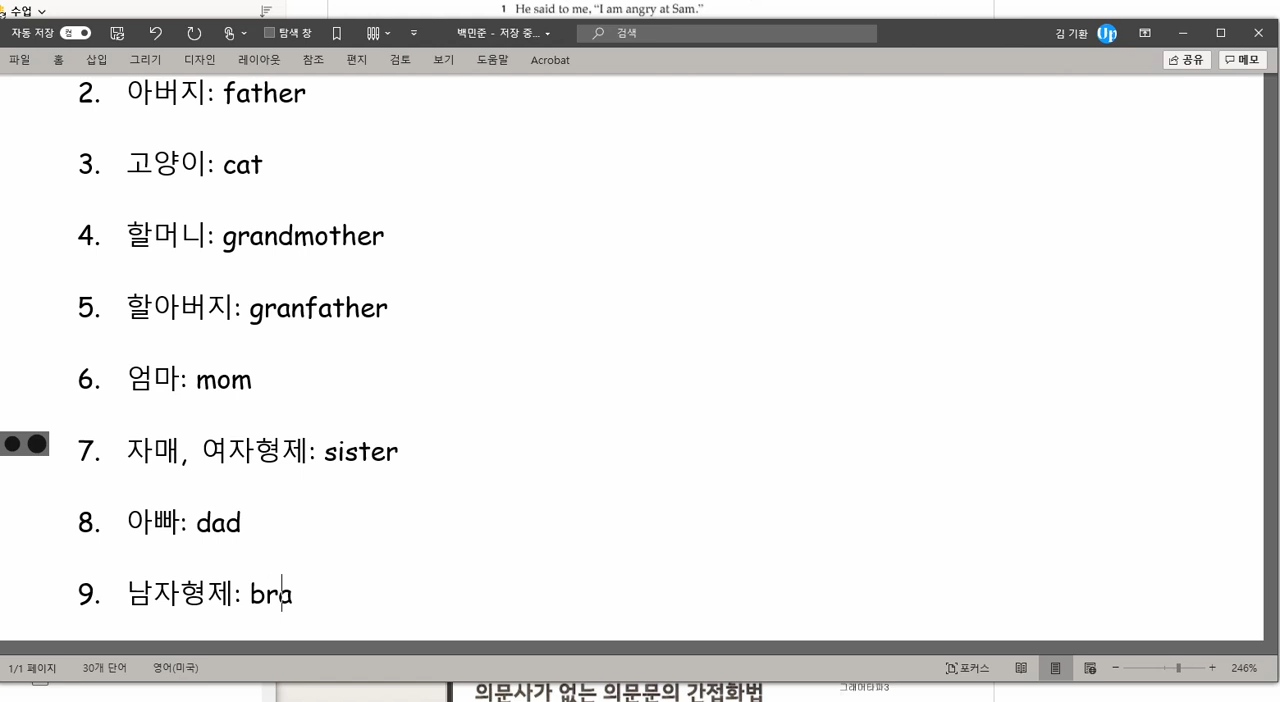 수업
1 He said to me, “I am angry at Sam.”
자동 저장 켬 탐색 창 백민준 - 저장 중... 검색 김 기환 Up
파일 홈 삽입 그리기 디자인 레이아웃 참조 편지 검토 보기 도움말 Acrobat 공유 메모
2. 아버지: father
3. 고양이: cat
4. 할머니: grandmother
5. 할아버지: granfather
6. 엄마: mom
7. 자매, 여자형제: sister
8. 아빠: dad
9. 남자형제: bra
1/1 페이지 30개 단어 영어(미국) 포커스 246%
의문사가 없는 의문문의 간접화법